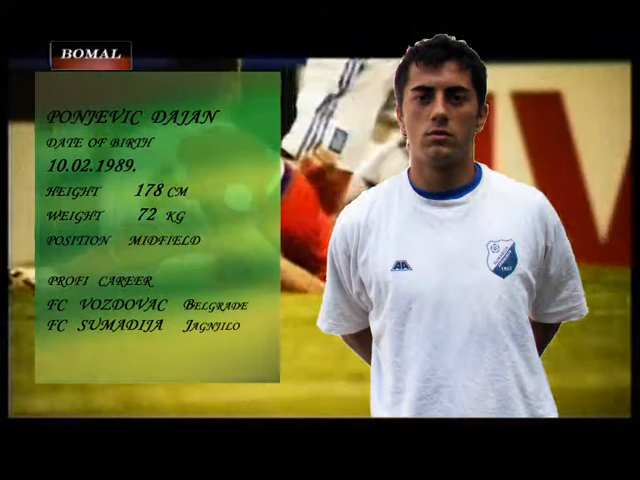 BOMAL
PONJEVIC DAJAN
DATE OF BIRTH
10.02.1989.
HEIGHT 178 CM
WEIGHT 72 KG
POSITION MIDFIELD
PROFI CAREER
FC VOZDOVAC BELGRADE
FC SUMADIJA JAGNJILO
1962